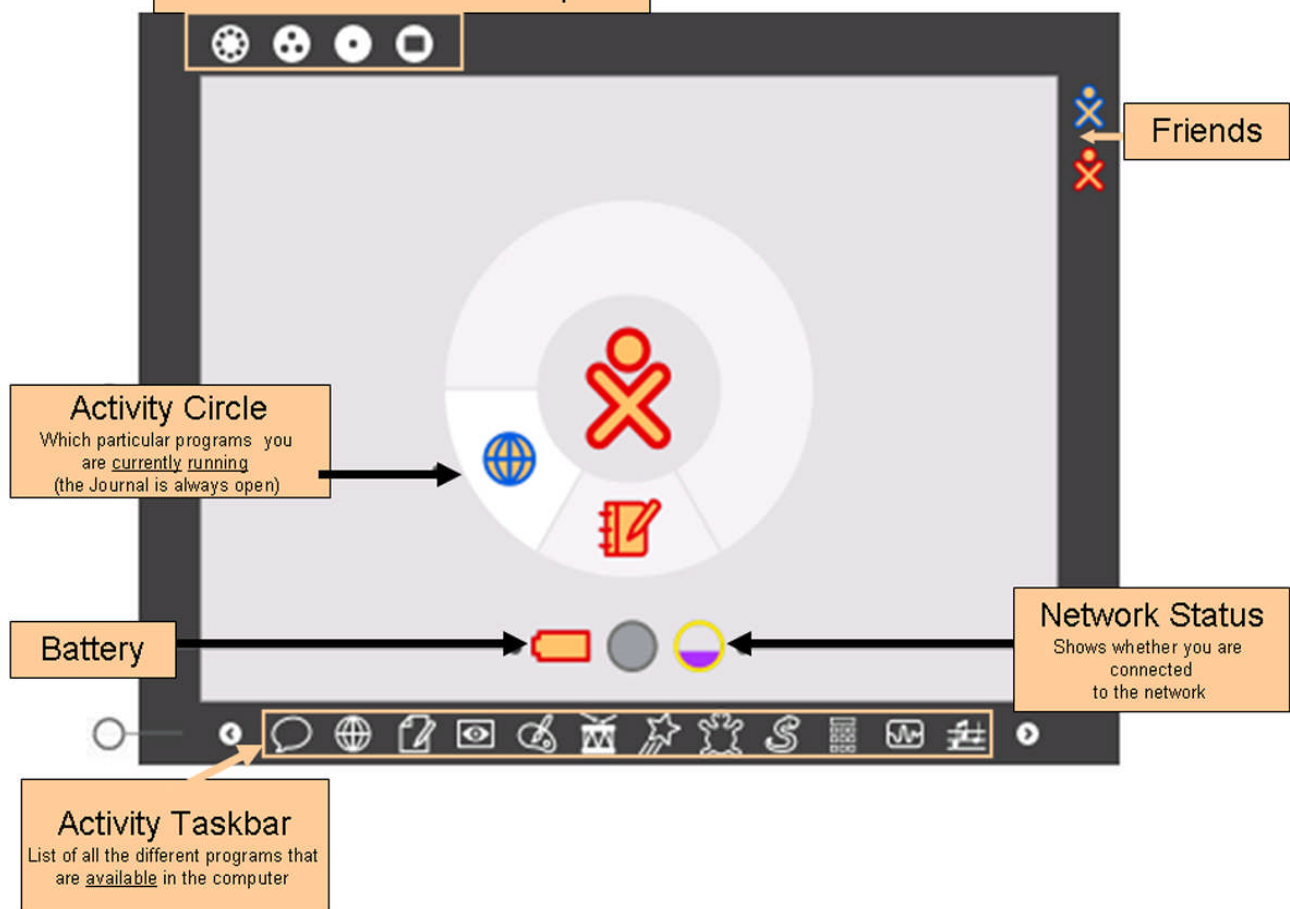 Friends
Activity Circle
Which particular programs you
are currently running
(the Journal is always open)
Battery
Network Status
Shows whether you are
connected
to the network
Activity Taskbar
List of all the different programs that
are available in the computer